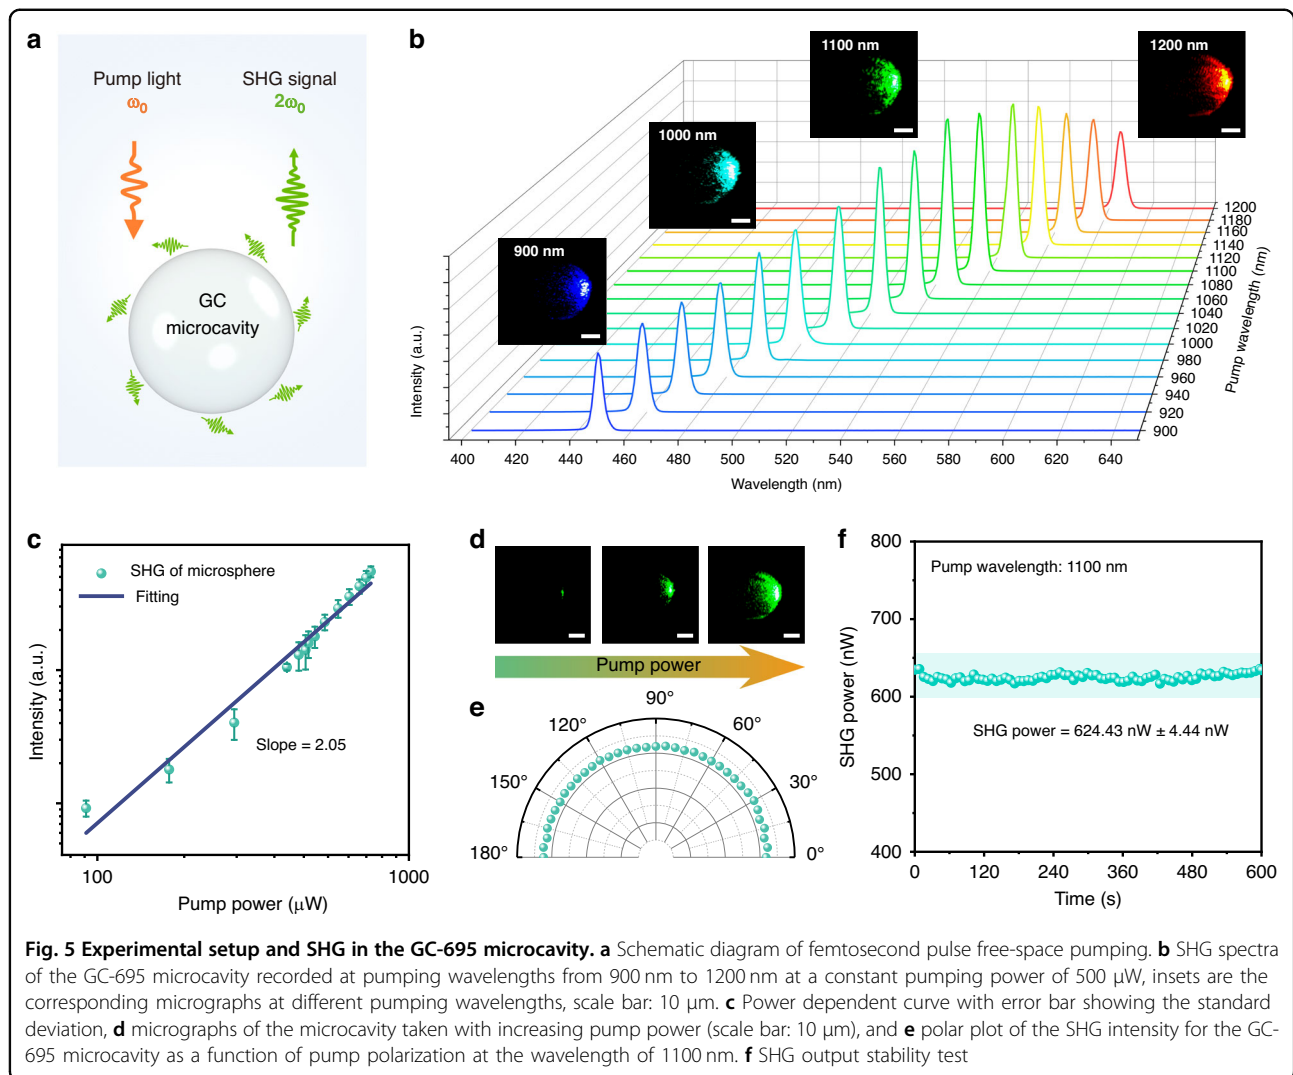 a
Pump light
ω0
SHG signal
2ω0
GC
microcavity
b
900 nm
1000 nm
1100 nm
1200 nm
Intensity (a.u.)
400 420 440 460 480 500 520 540 560 580 600 620 640
Wavelength (nm)
1200
1180
1160
1140
1120
1100
1080
1060
1040
1020
1000
980
960
940
920
900
Pump wavelength (nm)
c
SHG of microsphere
Fitting
Slope = 2.05
Intensity (a.u.)
100 1000
Pump power (μW)
d
Pump power
e
90°
120° 60°
150° 30°
180° 0°
f
800
700
600
500
400
SHG power (nW)
Pump wavelength: 1100 nm
SHG power = 624.43 nW ± 4.44 nW
0 120 240 360 480 600
Time (s)
Fig. 5 Experimental setup and SHG in the GC-695 microcavity. a Schematic diagram of femtosecond pulse free-space pumping. b SHG spectra
of the GC-695 microcavity recorded at pumping wavelengths from 900 nm to 1200 nm at a constant pumping power of 500 μW, insets are the
corresponding micrographs at different pumping wavelengths, scale bar: 10 μm. c Power dependent curve with error bar showing the standard
deviation, d micrographs of the microcavity taken with increasing pump power (scale bar: 10 μm), and e polar plot of the SHG intensity for the GC-
695 microcavity as a function of pump polarization at the wavelength of 1100 nm. f SHG output stability test